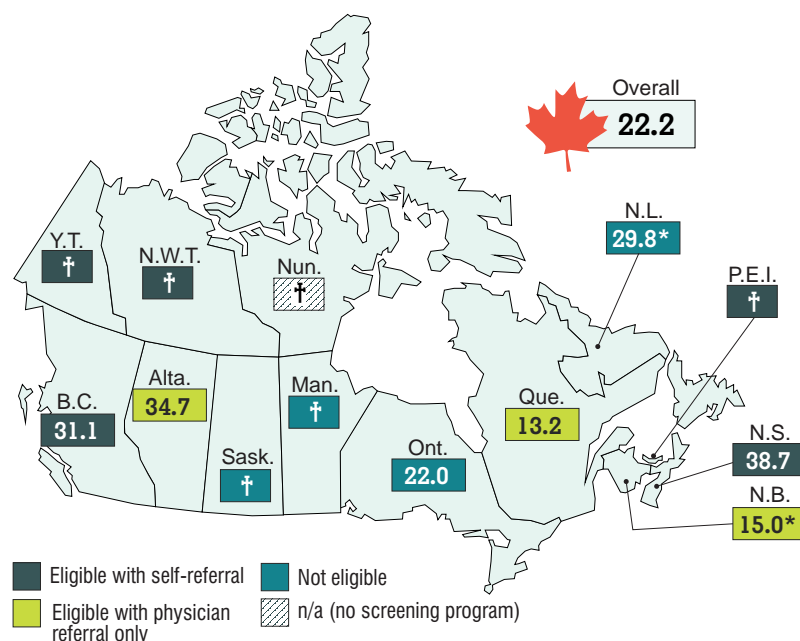 Overall
22.2
N.L.
29.8*
Y.T.
†
N.W.T.
†
Nun.
†
P.E.I.
†
B.C.
31.1
Alta.
34.7
Man.
†
Sask.
†
Ont.
22.0
Que.
13.2
N.S.
38.7
N.B.
15.0*
Eligible with self-referral
Not eligible
Eligible with physician
referral only
n/a (no screening program)